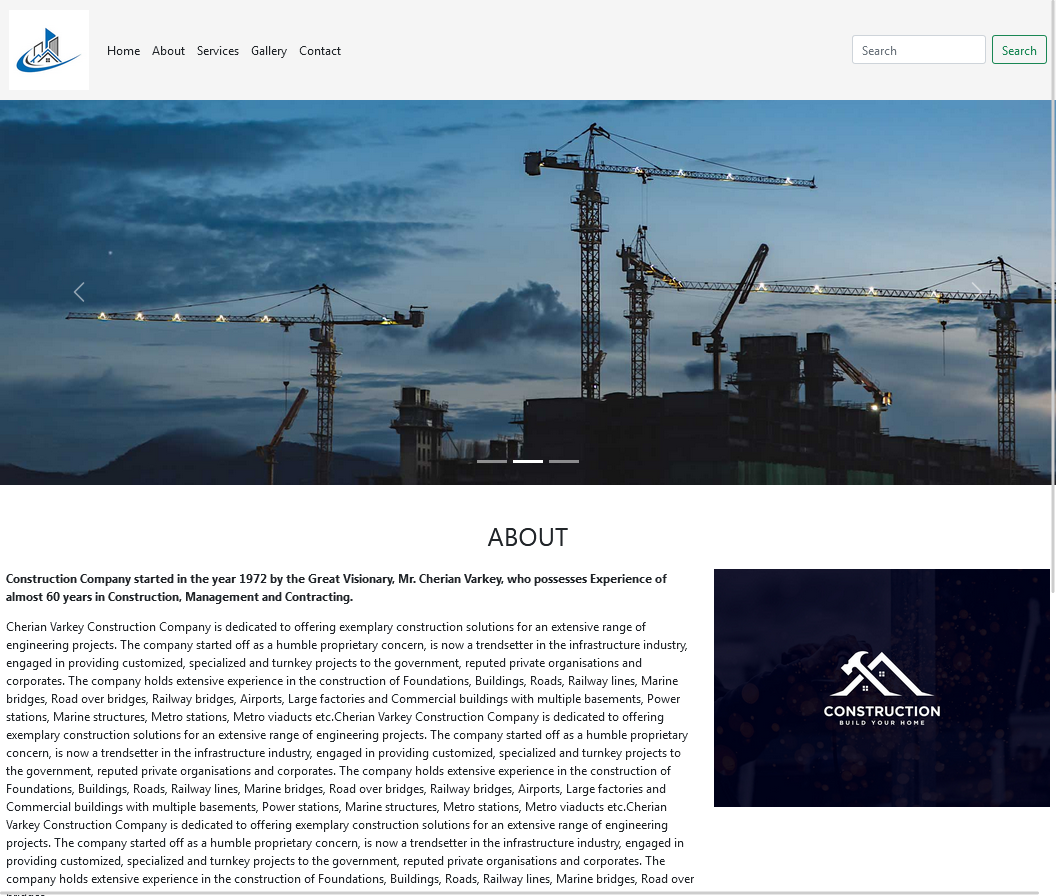 Home About Services Gallery Contact Search Search
ABOUT
Construction Company started in the year 1972 by the Great Visionary, Mr. Cherian Varkey, who possesses Experience of
almost 60 years in Construction, Management and Contracting.
Cherian Varkey Construction Company is dedicated to offering exemplary construction solutions for an extensive range of
engineering projects. The company started off as a humble proprietary concern, is now a trendsetter in the infrastructure industry,
engaged in providing customized, specialized and turnkey projects to the government, reputed private organisations and
corporates. The company holds extensive experience in the construction of Foundations, Buildings, Roads, Railway lines, Marine
bridges, Road over bridges, Railway bridges, Airports, Large factories and Commercial buildings with multiple basements, Power
stations, Marine structures, Metro stations, Metro viaducts etc.Cherian Varkey Construction Company is dedicated to offering
exemplary construction solutions for an extensive range of engineering projects. The company started off as a humble proprietary
concern, is now a trendsetter in the infrastructure industry, engaged in providing customized, specialized and turnkey projects to
the government, reputed private organisations and corporates. The company holds extensive experience in the construction of
Foundations, Buildings, Roads, Railway lines, Marine bridges, Road over bridges, Railway bridges, Airports, Large factories and
Commercial buildings with multiple basements, Power stations, Marine structures, Metro stations, Metro viaducts etc.Cherian
Varkey Construction Company is dedicated to offering exemplary construction solutions for an extensive range of engineering
projects. The company started off as a humble proprietary concern, is now a trendsetter in the infrastructure industry, engaged in
providing customized, specialized and turnkey projects to the government, reputed private organisations and corporates. The
company holds extensive experience in the construction of Foundations, Buildings, Roads, Railway lines, Marine bridges, Road over
CONSTRUCTION
BUILD YOUR HOME